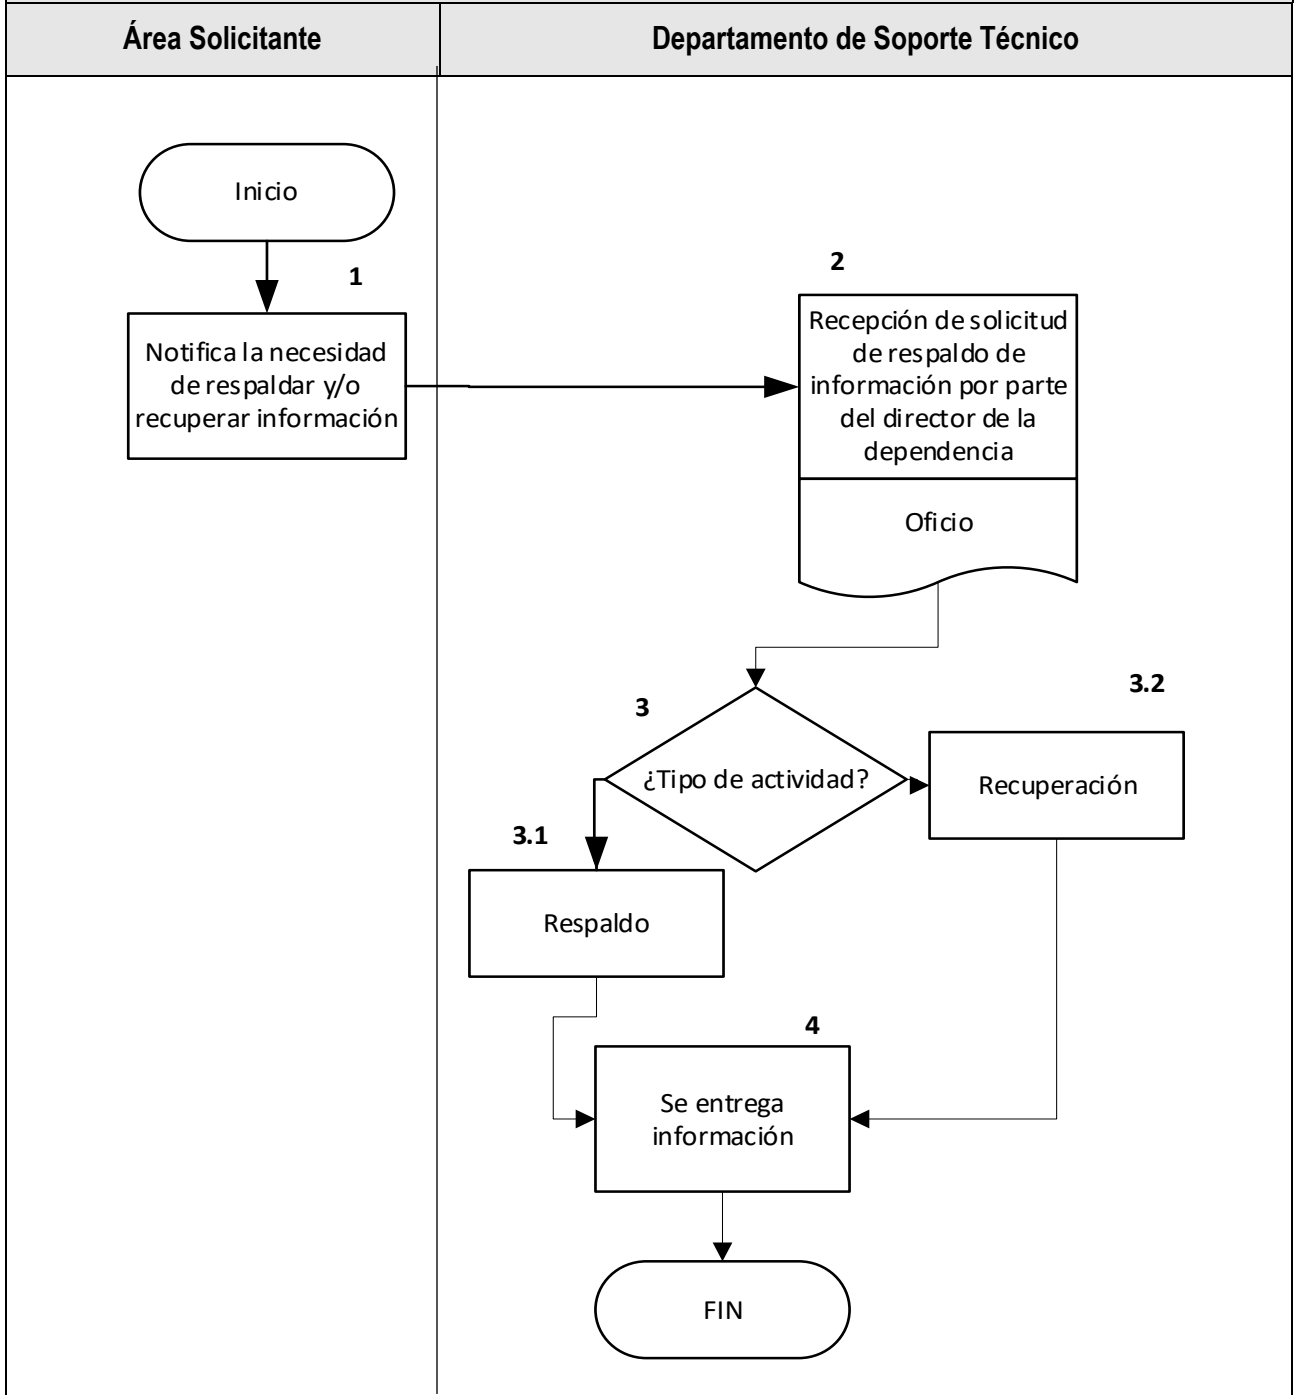 Área Solicitante
Departamento de Soporte Técnico
Inicio
1
Notifica la necesidad
de respaldar y/o
recuperar información
2
Recepción de solicitud
de respaldo de
información por parte
del director de la
dependencia
Oficio
3
¿Tipo de actividad?
3.2
Recuperación
3.1
Respaldo
4
Se entrega
información
FIN